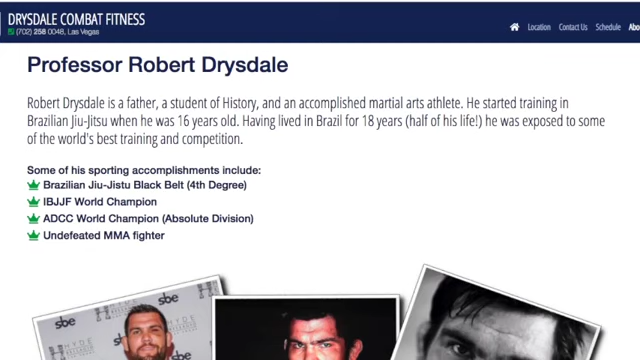 DRYSDALE COMBAT FITNESS
(702) 258 0048, Las Vegas
Location Contact Us Schedule
Professor Robert Drysdale
Robert Drysdale is a father, a student of History, and an accomplished martial arts athlete. He started training in
Brazilian Jiu-Jitsu when he was 16 years old. Having lived in Brazil for 18 years (half of his life!) he was exposed to some
of the world's best training and competition.
Some of his sporting accomplishments include:
Brazilian Jiu-Jistu Black Belt (4th Degree)
IBJJF World Champion
ADCC World Champion (Absolute Division)
Undefeated MMA fighter
sbe
sbe
sbe